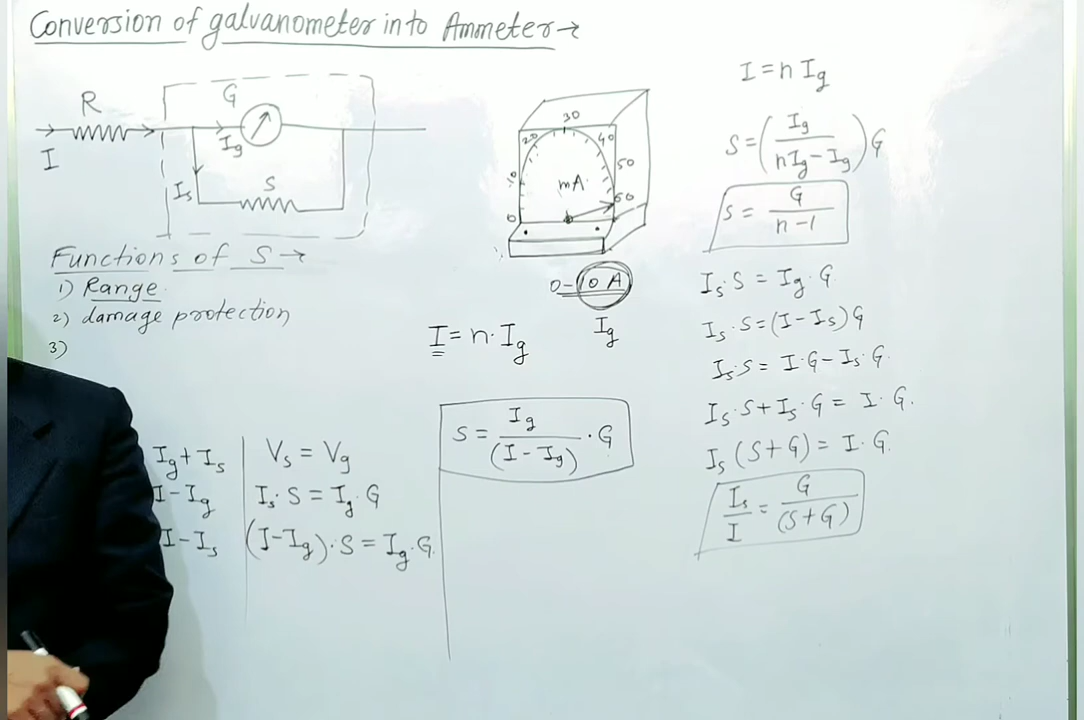 Conversion of galvanometer into Ammeter→
R
G
I
Ig
Is
S
Functions of S →
1) Range
2) damage protection
3)
Ig+Is
I-Ig
I-Is
Vs = Vg
Is·S = Ig·G
(I-Ig)·S = Ig·G
0
20
30
40
50
60
mA
0-10 A
Ig
I = n·Ig
S = Ig/(I-Ig) · G
I = n Ig
S = (Ig/(nIg-Ig)) G
S = G/(n-1)
Is·S = Ig·G
Is·S = (I-Is)G
Is·S = I·G-Is·G
Is·S+Is·G = I·G.
Is(S+G) = I·G.
Is/I = G/(S+G)